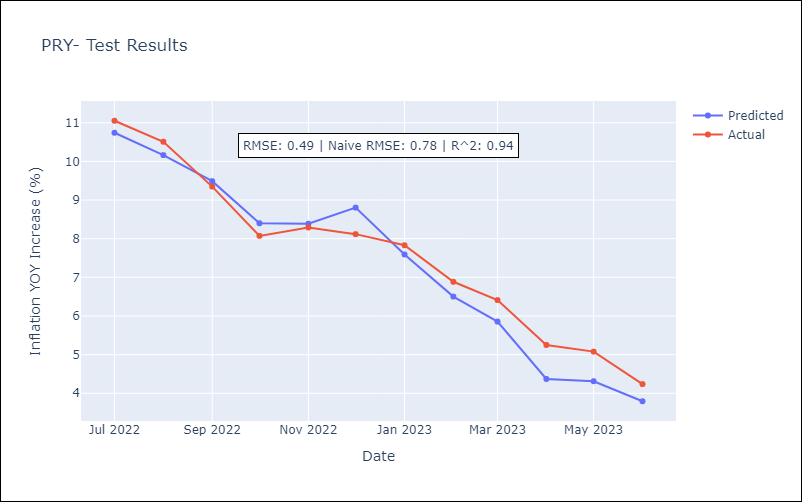 PRY- Test Results
Predicted
Actual
RMSE: 0.49 | Naive RMSE: 0.78 | R^2: 0.94
Inflation YOY Increase (%)
11
10
9
8
7
6
5
4
Jul 2022
Sep 2022
Nov 2022
Jan 2023
Mar 2023
May 2023
Date